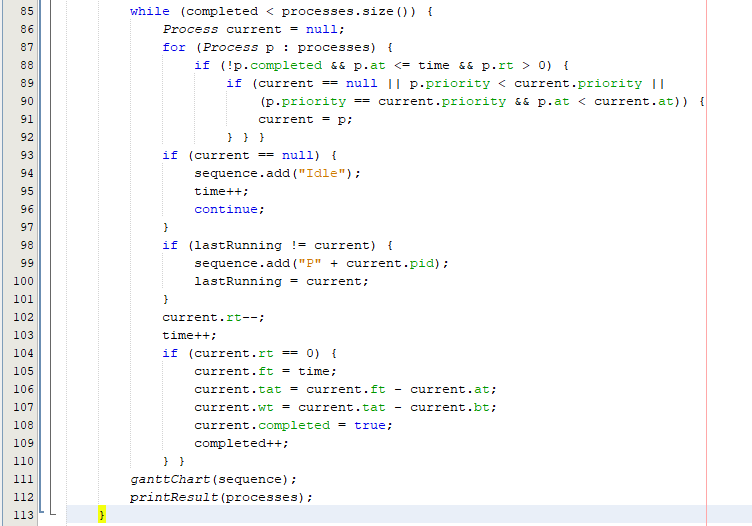 85 while (completed < processes.size()) {
86 Process current = null;
87 for (Process p : processes) {
88 if (!p.completed && p.at <= time && p.rt > 0) {
89 if (current == null || p.priority < current.priority ||
90 (p.priority == current.priority && p.at < current.at)) {
91 current = p;
92 } } }
93 if (current == null) {
94 sequence.add("Idle");
95 time++;
96 continue;
97 }
98 if (lastRunning != current) {
99 sequence.add("P" + current.pid);
100 lastRunning = current;
101 }
102 current.rt--;
103 time++;
104 if (current.rt == 0) {
105 current.ft = time;
106 current.tat = current.ft - current.at;
107 current.wt = current.tat - current.bt;
108 current.completed = true;
109 completed++;
110 } }
111 ganttChart(sequence);
112 printResult(processes);
113 }